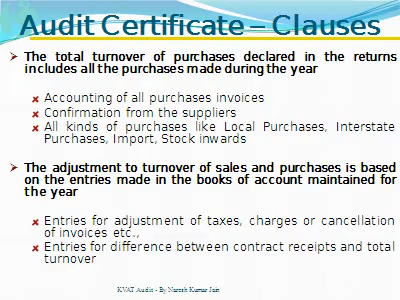 Audit Certificate – Clauses
The total turnover of purchases declared in the returns
includes all the purchases made during the year
Accounting of all purchases invoices
Confirmation from the suppliers
All kinds of purchases like Local Purchases, Interstate
Purchases, Import, Stock inwards
The adjustment to turnover of sales and purchases is based
on the entries made in the books of account maintained for
the year
Entries for adjustment of taxes, charges or cancellation
of invoices etc.,
Entries for difference between contract receipts and total
turnover
KVAT Audit - By Naresh Kumar Jain